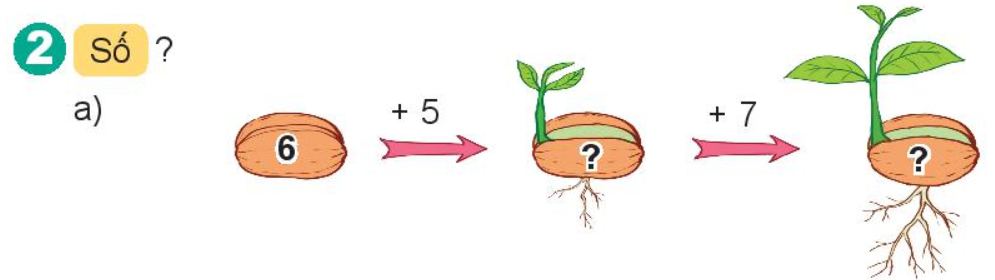 2 Số ?
a)
6 + 5 ? + 7 ?